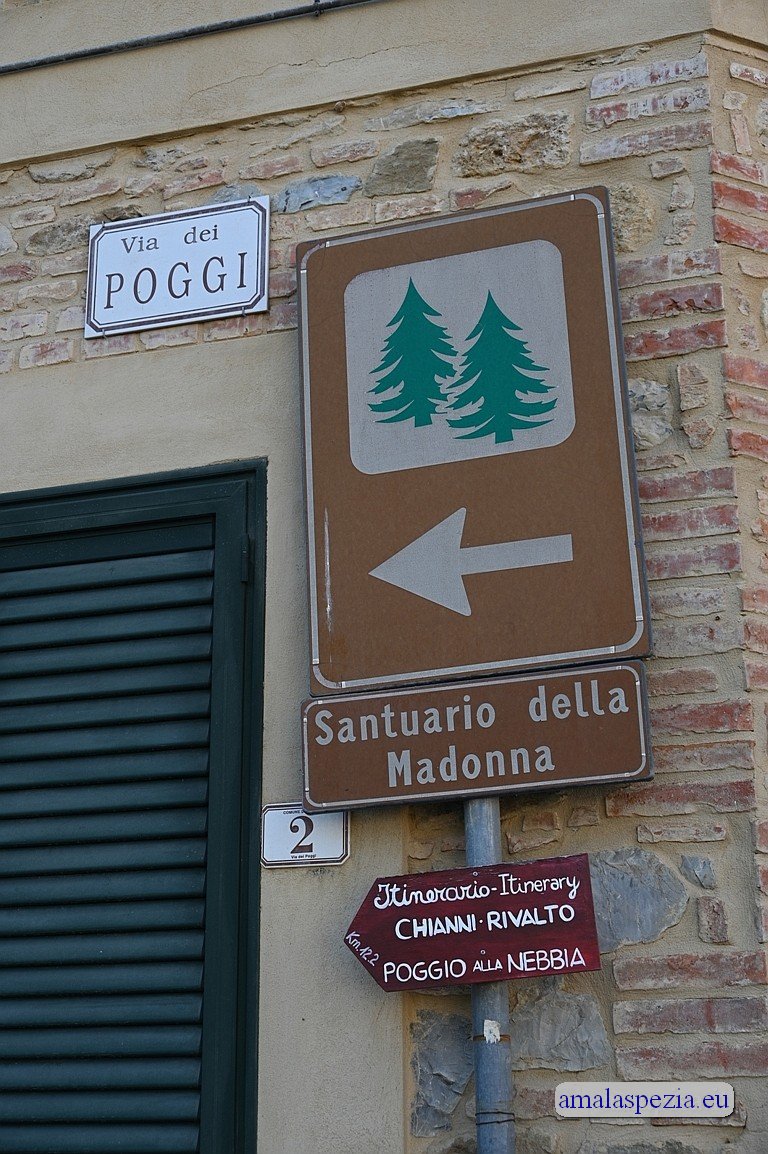 Via dei
POGGI
Santuario della
Madonna
2
Via dei Poggi
Itinerario-Itinerary
CHIANNI·RIVALTO
Km.12.2
POGGIO ALLA NEBBIA
amalaspezia.eu